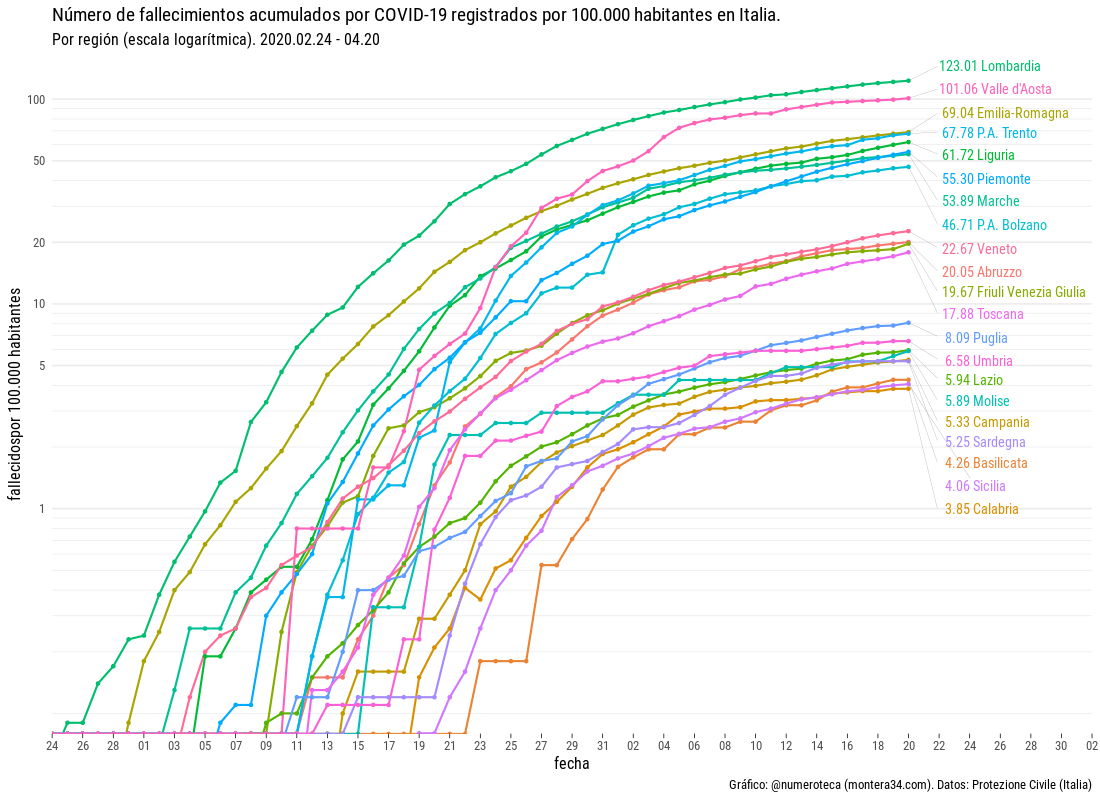 Número de fallecimientos acumulados por COVID-19 registrados por 100.000 habitantes en Italia.
Por región (escala logarítmica). 2020.02.24 - 04.20
fallecidospor 100.000 habitantes
100
50
20
10
5
1
123.01 Lombardia
101.06 Valle d'Aosta
69.04 Emilia-Romagna
67.78 P.A. Trento
61.72 Liguria
55.30 Piemonte
53.89 Marche
46.71 P.A. Bolzano
22.67 Veneto
20.05 Abruzzo
19.67 Friuli Venezia Giulia
17.88 Toscana
8.09 Puglia
6.58 Umbria
5.94 Lazio
5.89 Molise
5.33 Campania
5.25 Sardegna
4.26 Basilicata
4.06 Sicilia
3.85 Calabria
24 26 28 01 03 05 07 09 11 13 15 17 19 21 23 25 27 29 31 02 04 06 08 10 12 14 16 18 20 22 24 26 28 30 02
fecha
Gráfico: @numeroteca (montera34.com). Datos: Protezione Civile (Italia)